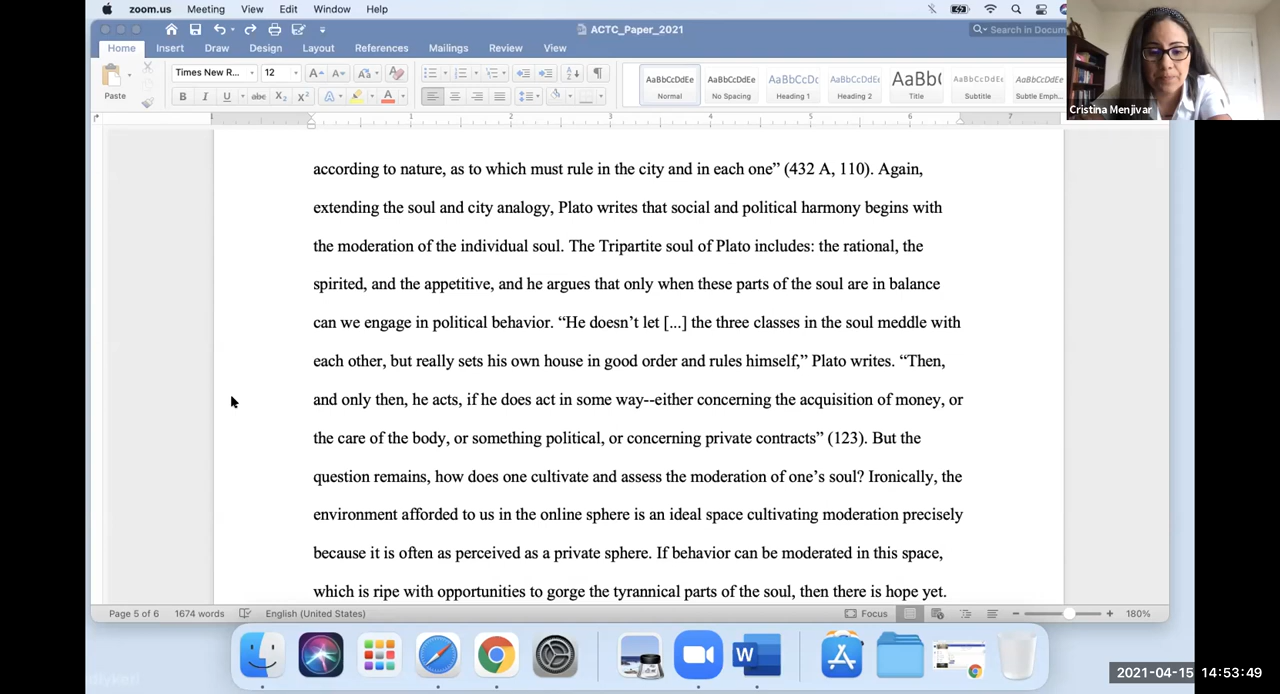 zoom.us Meeting View Edit Window Help
ACTC_Paper_2021
Search in Docum
Home Insert Draw Design Layout References Mailings Review View
Paste
Times New R... 12
AaBbCcDdEe AaBbCcDdEe AaBbCcDc AaBbCcDdEe AaBb( AaBbCcDdEe AaBbCcDdEe
Normal No Spacing Heading 1 Heading 2 Title Subtitle Subtle Emph...
Cristina Menjivar
1 1 2 3 4 5 6 7
according to nature, as to which must rule in the city and in each one” (432 A, 110). Again,
extending the soul and city analogy, Plato writes that social and political harmony begins with
the moderation of the individual soul. The Tripartite soul of Plato includes: the rational, the
spirited, and the appetitive, and he argues that only when these parts of the soul are in balance
can we engage in political behavior. “He doesn’t let [...] the three classes in the soul meddle with
each other, but really sets his own house in good order and rules himself,” Plato writes. “Then,
and only then, he acts, if he does act in some way--either concerning the acquisition of money, or
the care of the body, or something political, or concerning private contracts” (123). But the
question remains, how does one cultivate and assess the moderation of one’s soul? Ironically, the
environment afforded to us in the online sphere is an ideal space cultivating moderation precisely
because it is often as perceived as a private sphere. If behavior can be moderated in this space,
which is ripe with opportunities to gorge the tyrannical parts of the soul, then there is hope yet.
Page 5 of 6 1674 words English (United States) Focus 180%
2021-04-15 14:53:49